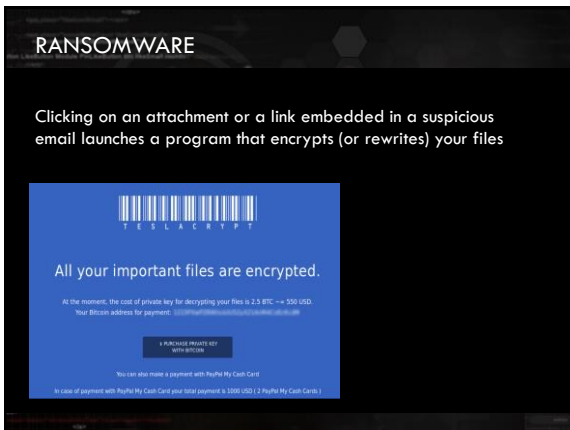 RANSOMWARE
Clicking on an attachment or a link embedded in a suspicious
email launches a program that encrypts (or rewrites) your files
TESLACRYPT
All your important files are encrypted.
At the moment, the cost of private key for decrypting your files is 2.5 BTC ~= 550 USD.
Your Bitcoin address for payment:
PURCHASE PRIVATE KEY
WITH BITCOIN
You can also make a payment with PayPal My Cash Card
In case of payment with PayPal My Cash Card your total payment is 1000 USD ( 2 PayPal My Cash Cards )